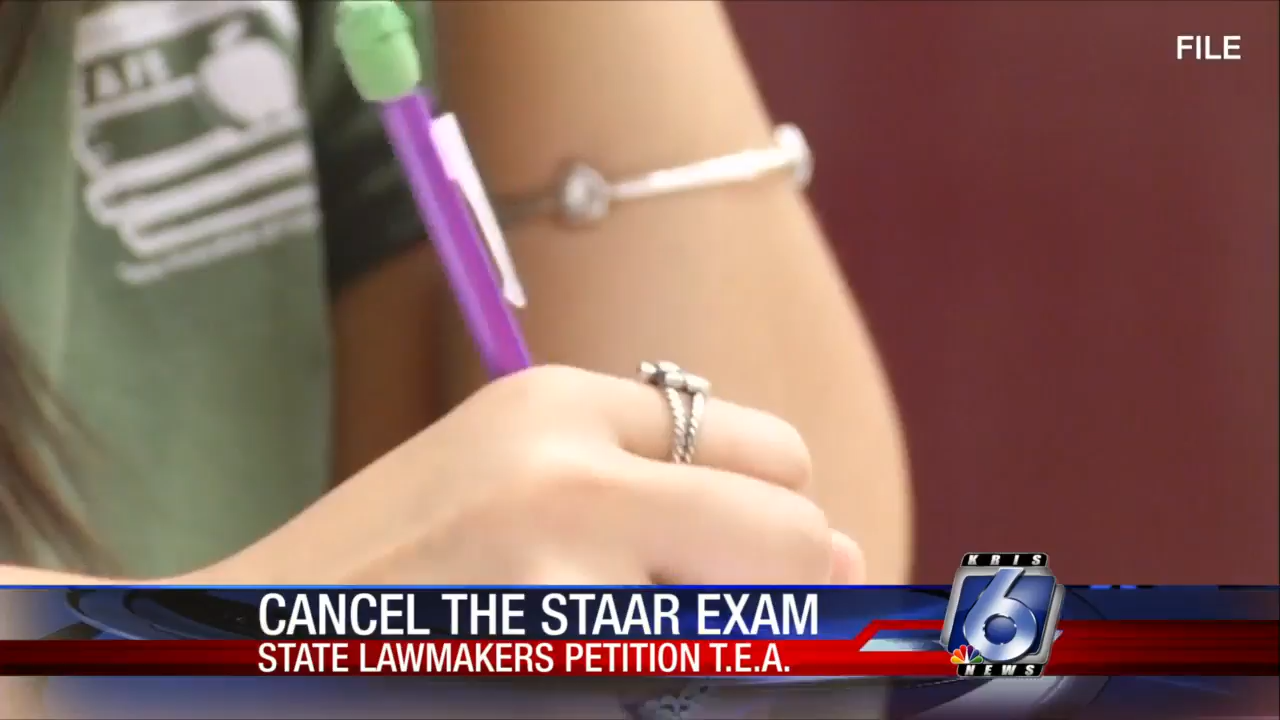 FILE
CANCEL THE STAAR EXAM
STATE LAWMAKERS PETITION T.E.A.
KRIS
6
NEWS